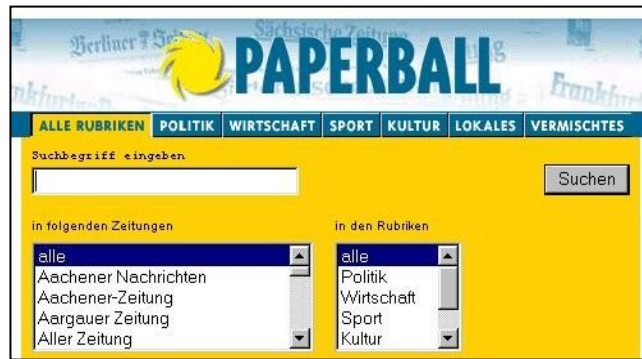 Berliner Z
Sächsische Zeitung
PAPERBALL
Frankfur
ALLE RUBRIKEN POLITIK WIRTSCHAFT SPORT KULTUR LOKALES VERMISCHTES
Suchbegriff eingeben
Suchen
in folgenden Zeitungen in den Rubriken
alle alle
Aachener Nachrichten Politik
Aachener-Zeitung Wirtschaft
Aargauer Zeitung Sport
Aller Zeitung Kultur